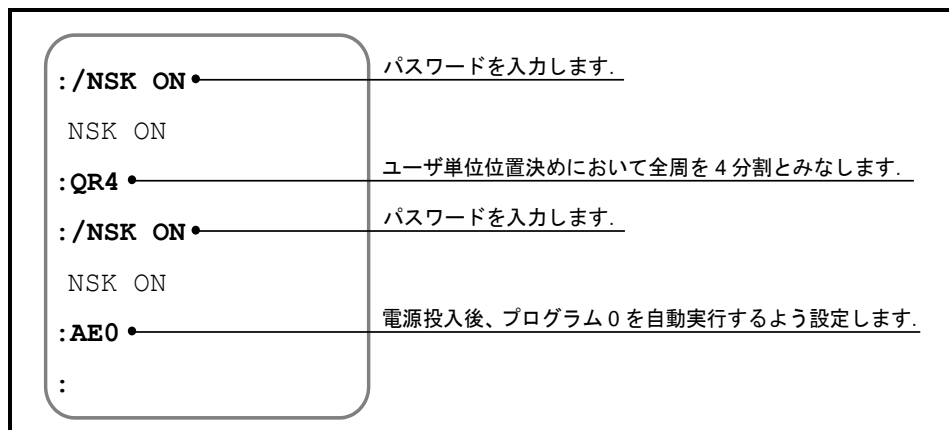 :/NSK ON パスワードを入力します.
NSK ON
:QR4 ユーザ単位位置決めにおいて全周を 4 分割とみなします.
:/NSK ON パスワードを入力します.
NSK ON
:AE0 電源投入後、プログラム 0 を自動実行するよう設定します.
: